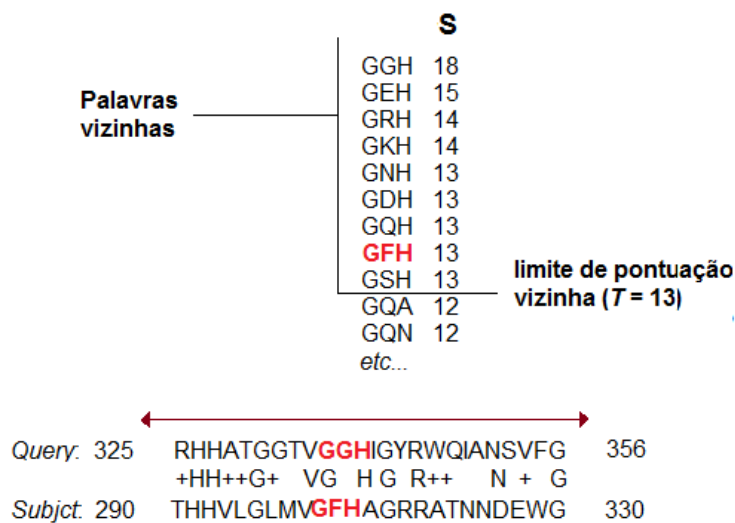 S
Palavras
vizinhas
GGH 18
GEH 15
GRH 14
GKH 14
GNH 13
GDH 13
GQH 13
GFH 13
GSH 13
GQA 12
GQN 12
etc...
limite de pontuação
vizinha (T = 13)
Query: 325 RHHATGGTVGGHIGYRWQIANSVFG 356
+HH++G+ VG H G R++ N + G
Subjct: 290 THHVLGLMVGFHAGRRATNNDEWG 330